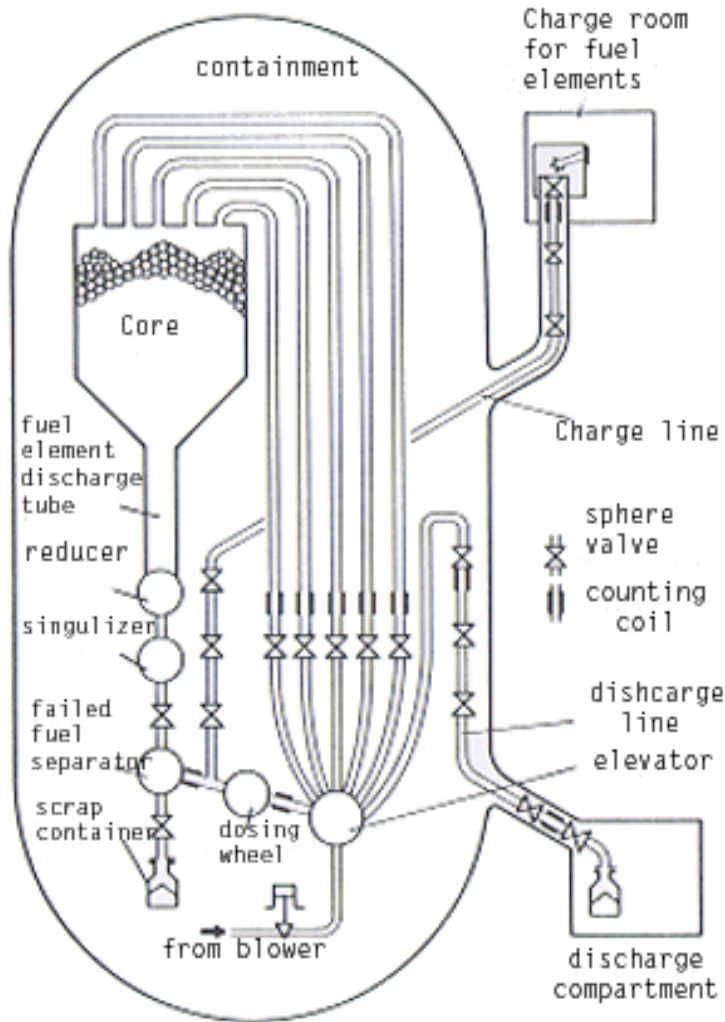 Charge room
for fuel
elements
containment
Core
fuel
element
discharge
tube
Charge line
reducer
sphere
valve
counting
coil
singulizer
failed
fuel
separator
dishcarge
line
elevator
scrap
container
dosing
wheel
from blower
discharge
compartment